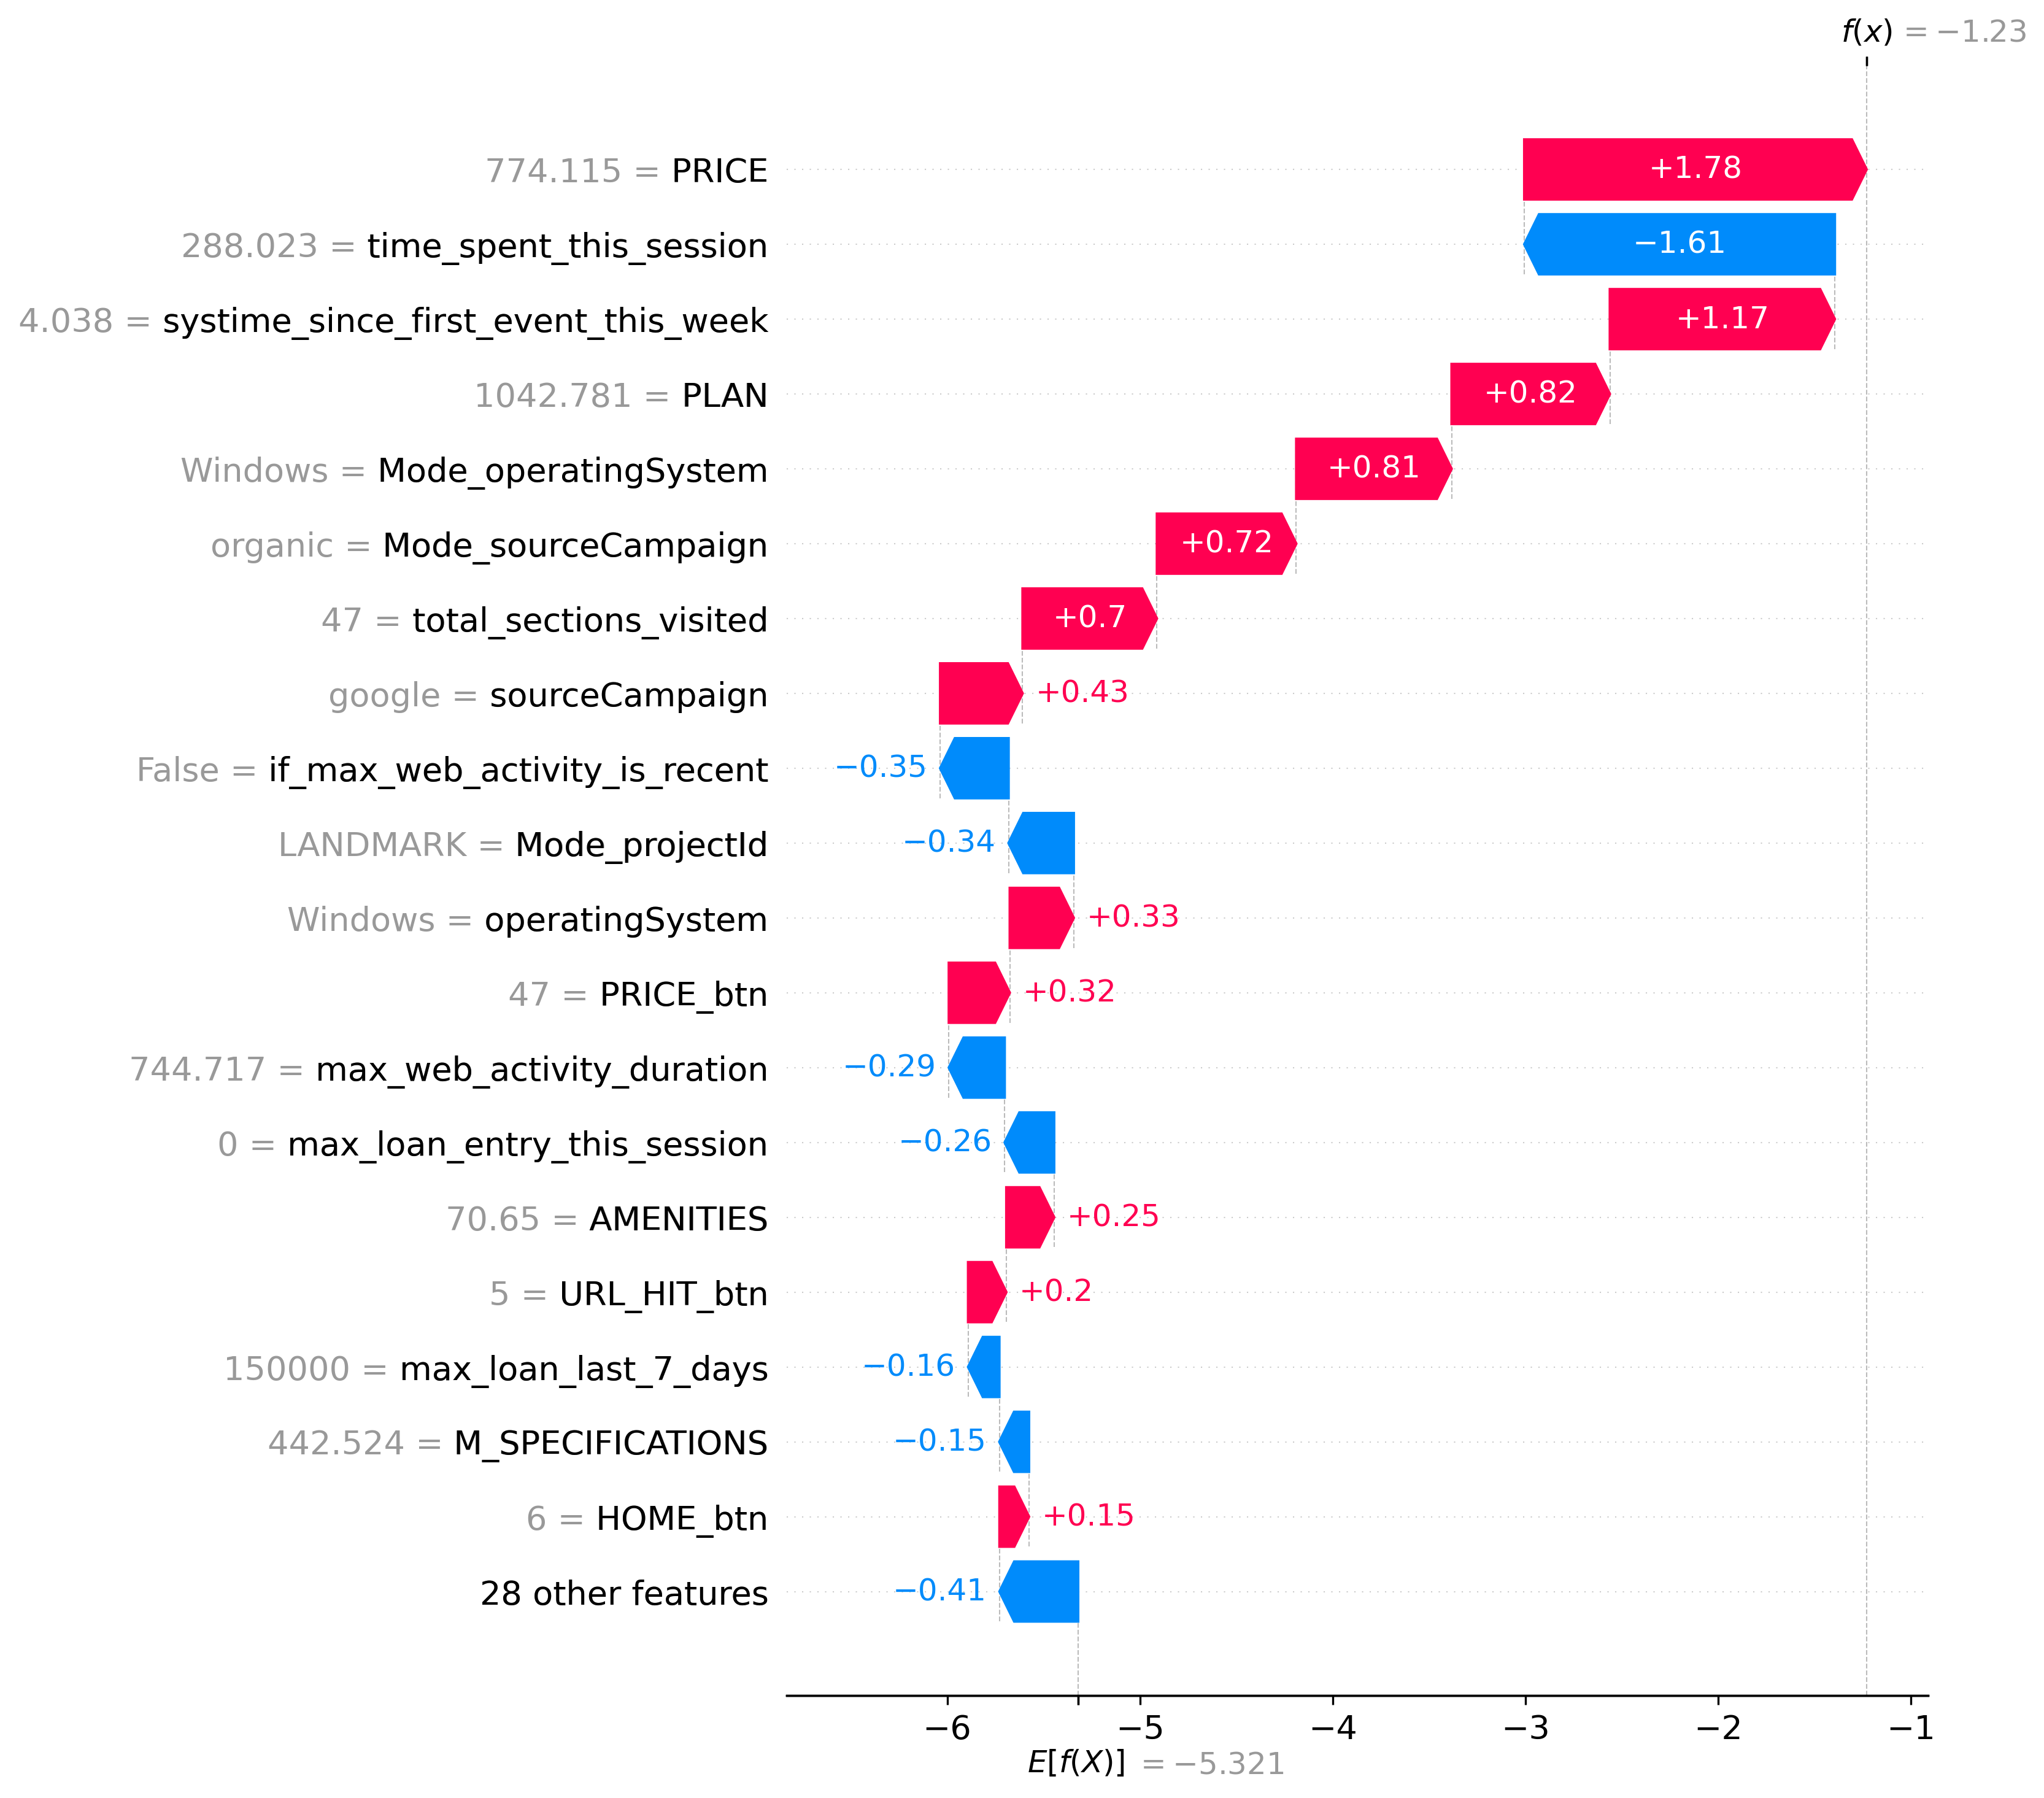 f(x) = −1.23
774.115 = PRICE +1.78
288.023 = time_spent_this_session −1.61
4.038 = systime_since_first_event_this_week +1.17
1042.781 = PLAN +0.82
Windows = Mode_operatingSystem +0.81
organic = Mode_sourceCampaign +0.72
47 = total_sections_visited +0.7
google = sourceCampaign +0.43
False = if_max_web_activity_is_recent −0.35
LANDMARK = Mode_projectId −0.34
Windows = operatingSystem +0.33
47 = PRICE_btn +0.32
744.717 = max_web_activity_duration −0.29
0 = max_loan_entry_this_session −0.26
70.65 = AMENITIES +0.25
5 = URL_HIT_btn +0.2
150000 = max_loan_last_7_days −0.16
442.524 = M_SPECIFICATIONS −0.15
6 = HOME_btn +0.15
28 other features −0.41
−6 −5 −4 −3 −2 −1
E[f(X)] = −5.321